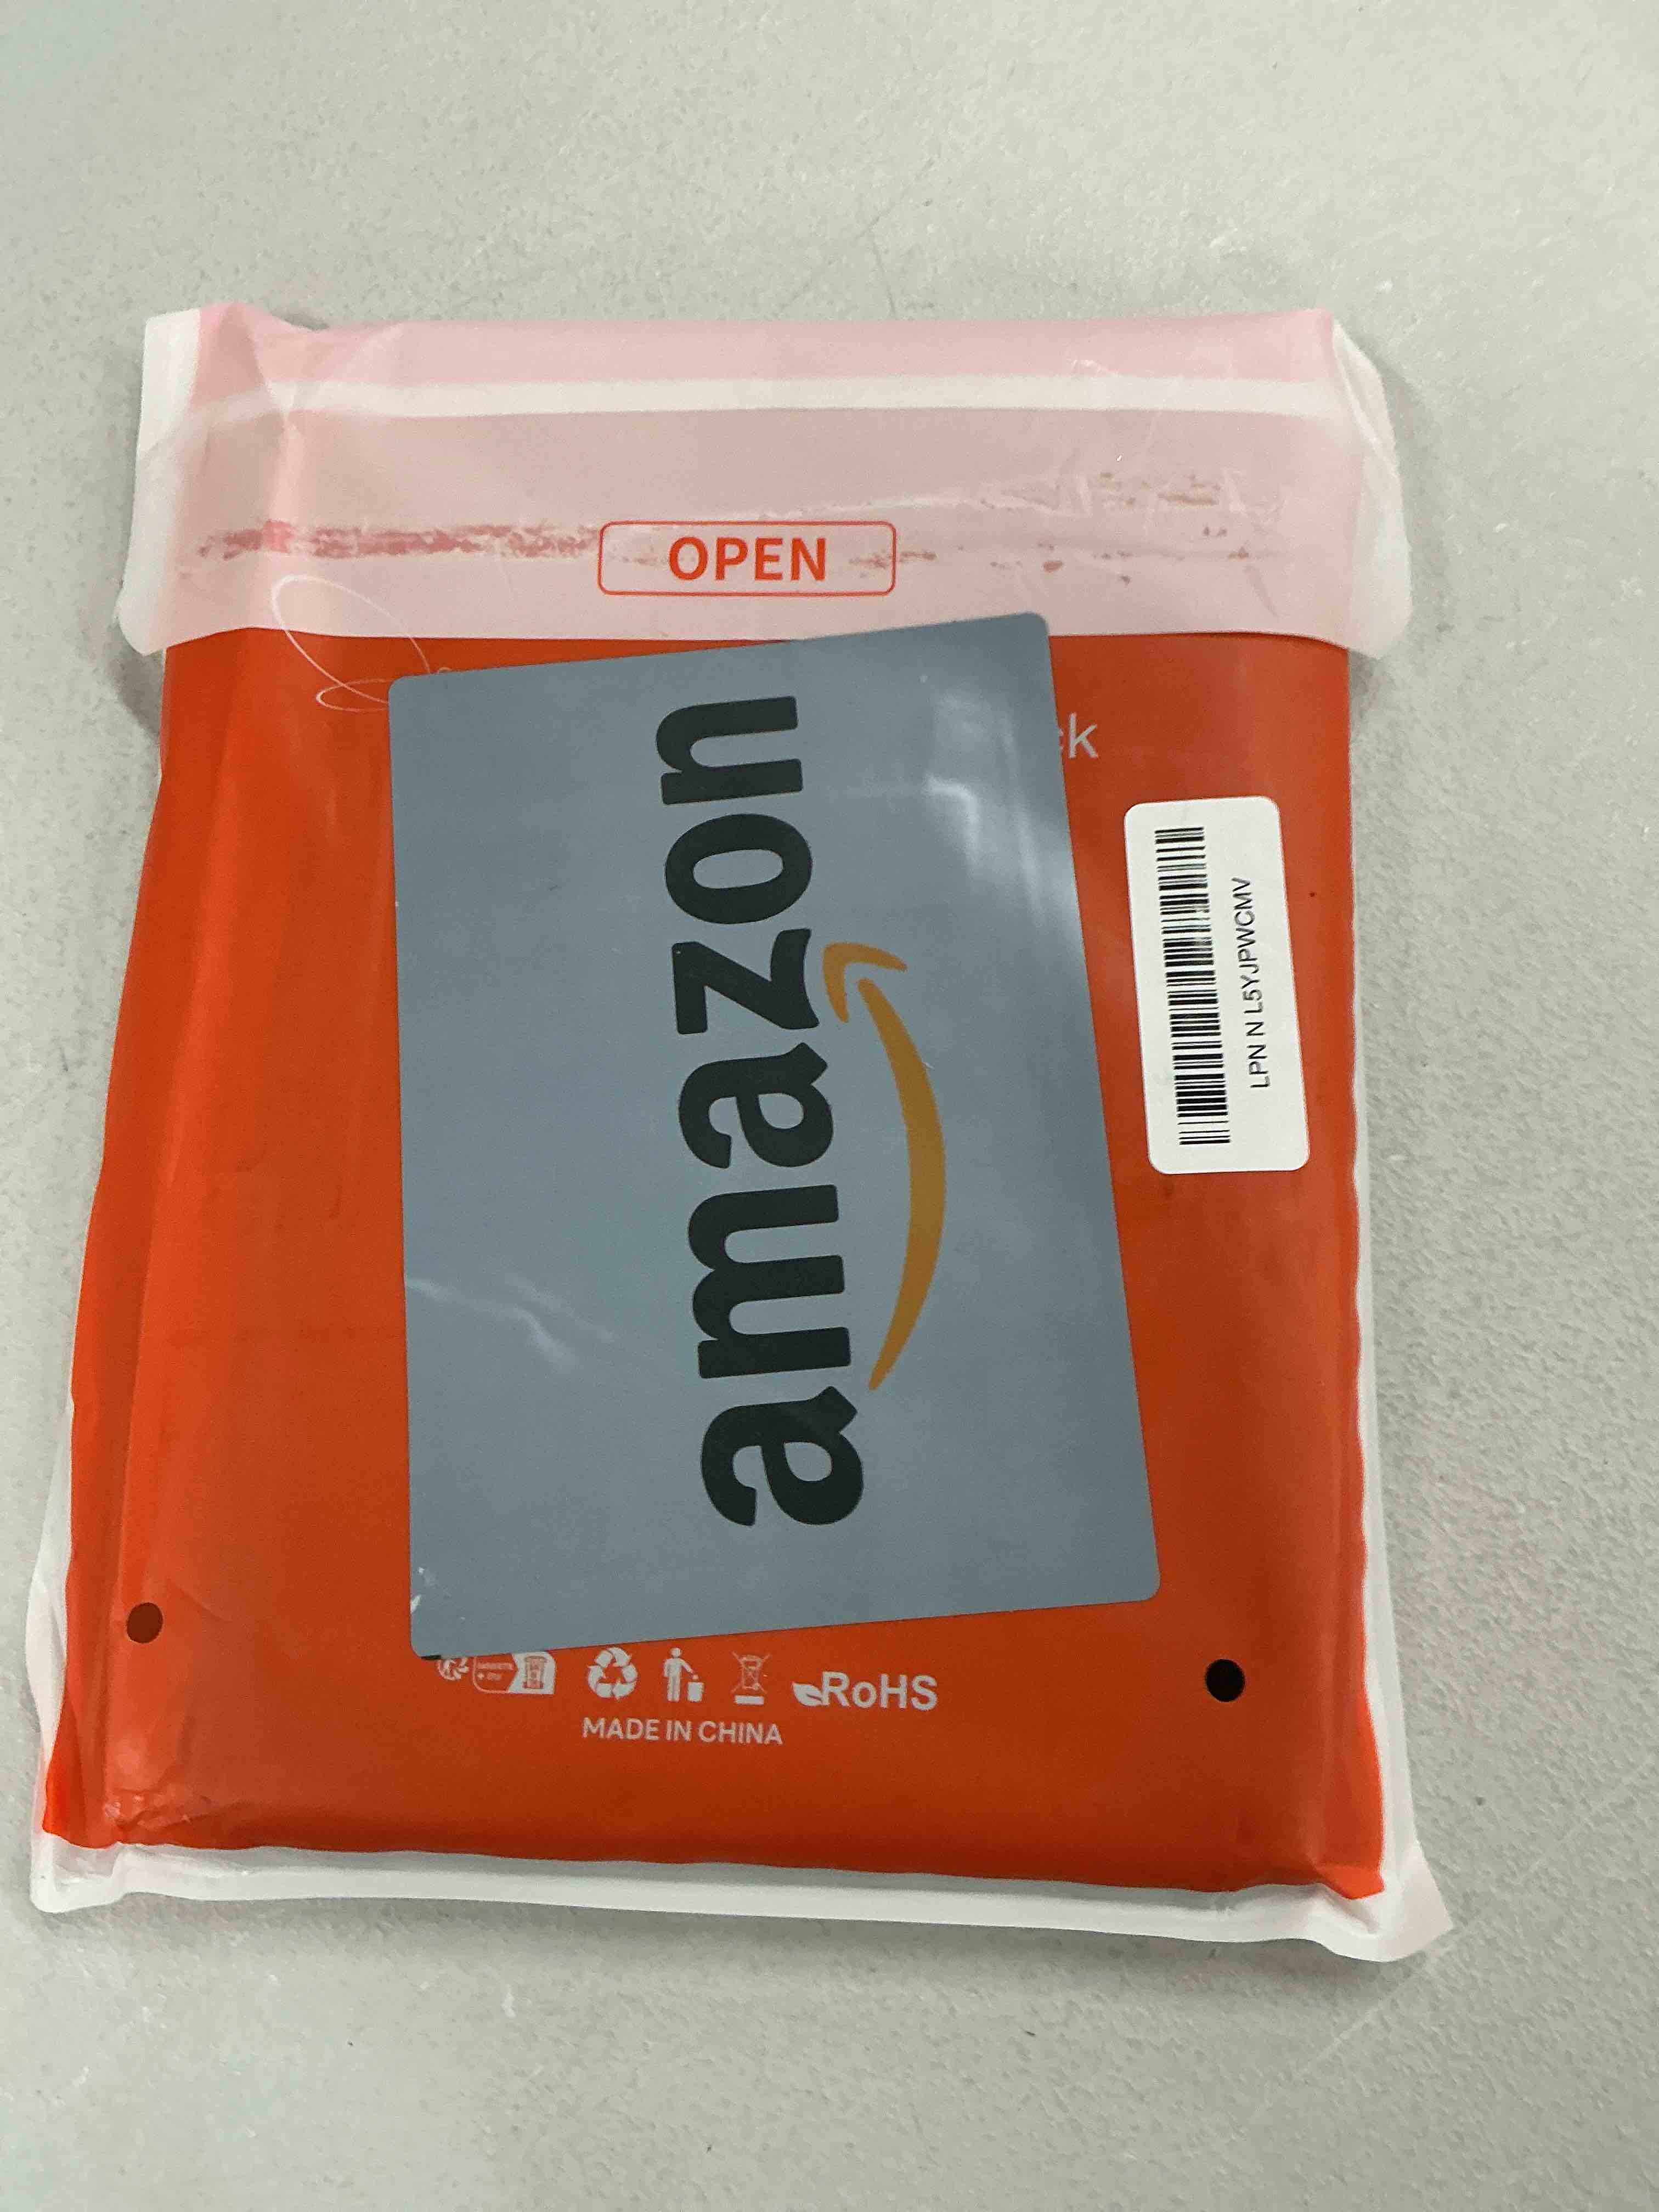 OPEN
amazon
LPN N L5YJPWCMV
RoHS
MADE IN CHINA